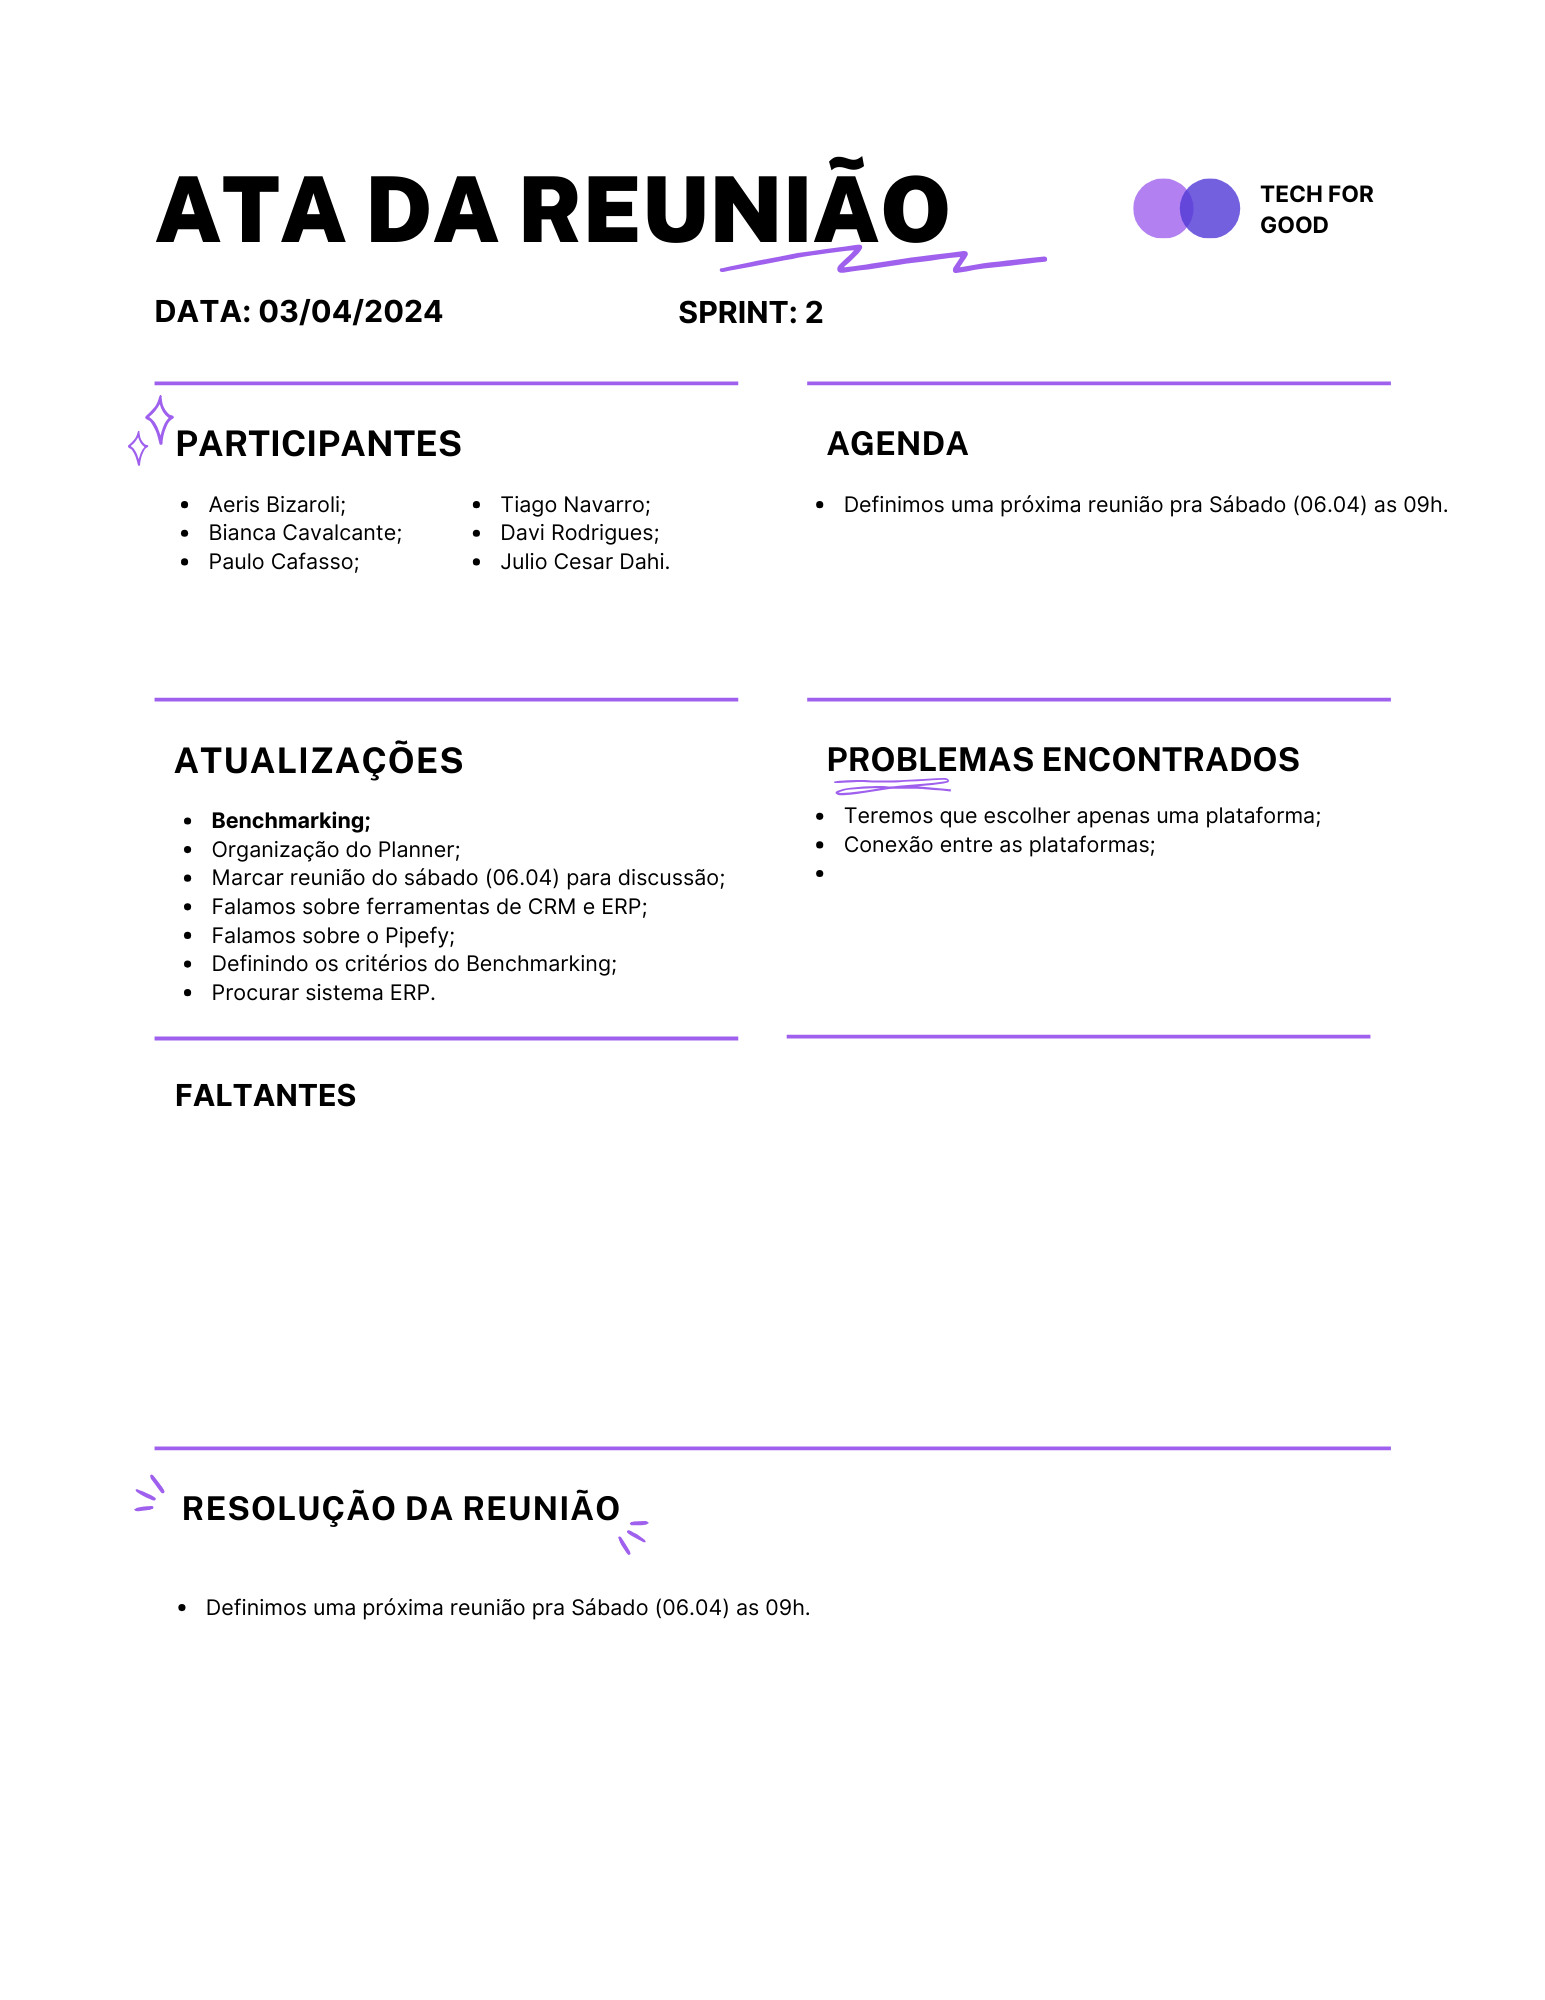 ATA DA REUNIÃO
TECH FOR
GOOD
DATA: 03/04/2024
SPRINT: 2
PARTICIPANTES
• Aeris Bizaroli;
• Bianca Cavalcante;
• Paulo Cafasso;
• Tiago Navarro;
• Davi Rodrigues;
• Julio Cesar Dahi.
AGENDA
• Definimos uma próxima reunião pra Sábado (06.04) as 09h.
ATUALIZAÇÕES
• Benchmarking;
• Organização do Planner;
• Marcar reunião do sábado (06.04) para discussão;
• Falamos sobre ferramentas de CRM e ERP;
• Falamos sobre o Pipefy;
• Definindo os critérios do Benchmarking;
• Procurar sistema ERP.
PROBLEMAS ENCONTRADOS
• Teremos que escolher apenas uma plataforma;
• Conexão entre as plataformas;
•
FALTANTES
RESOLUÇÃO DA REUNIÃO
• Definimos uma próxima reunião pra Sábado (06.04) as 09h.